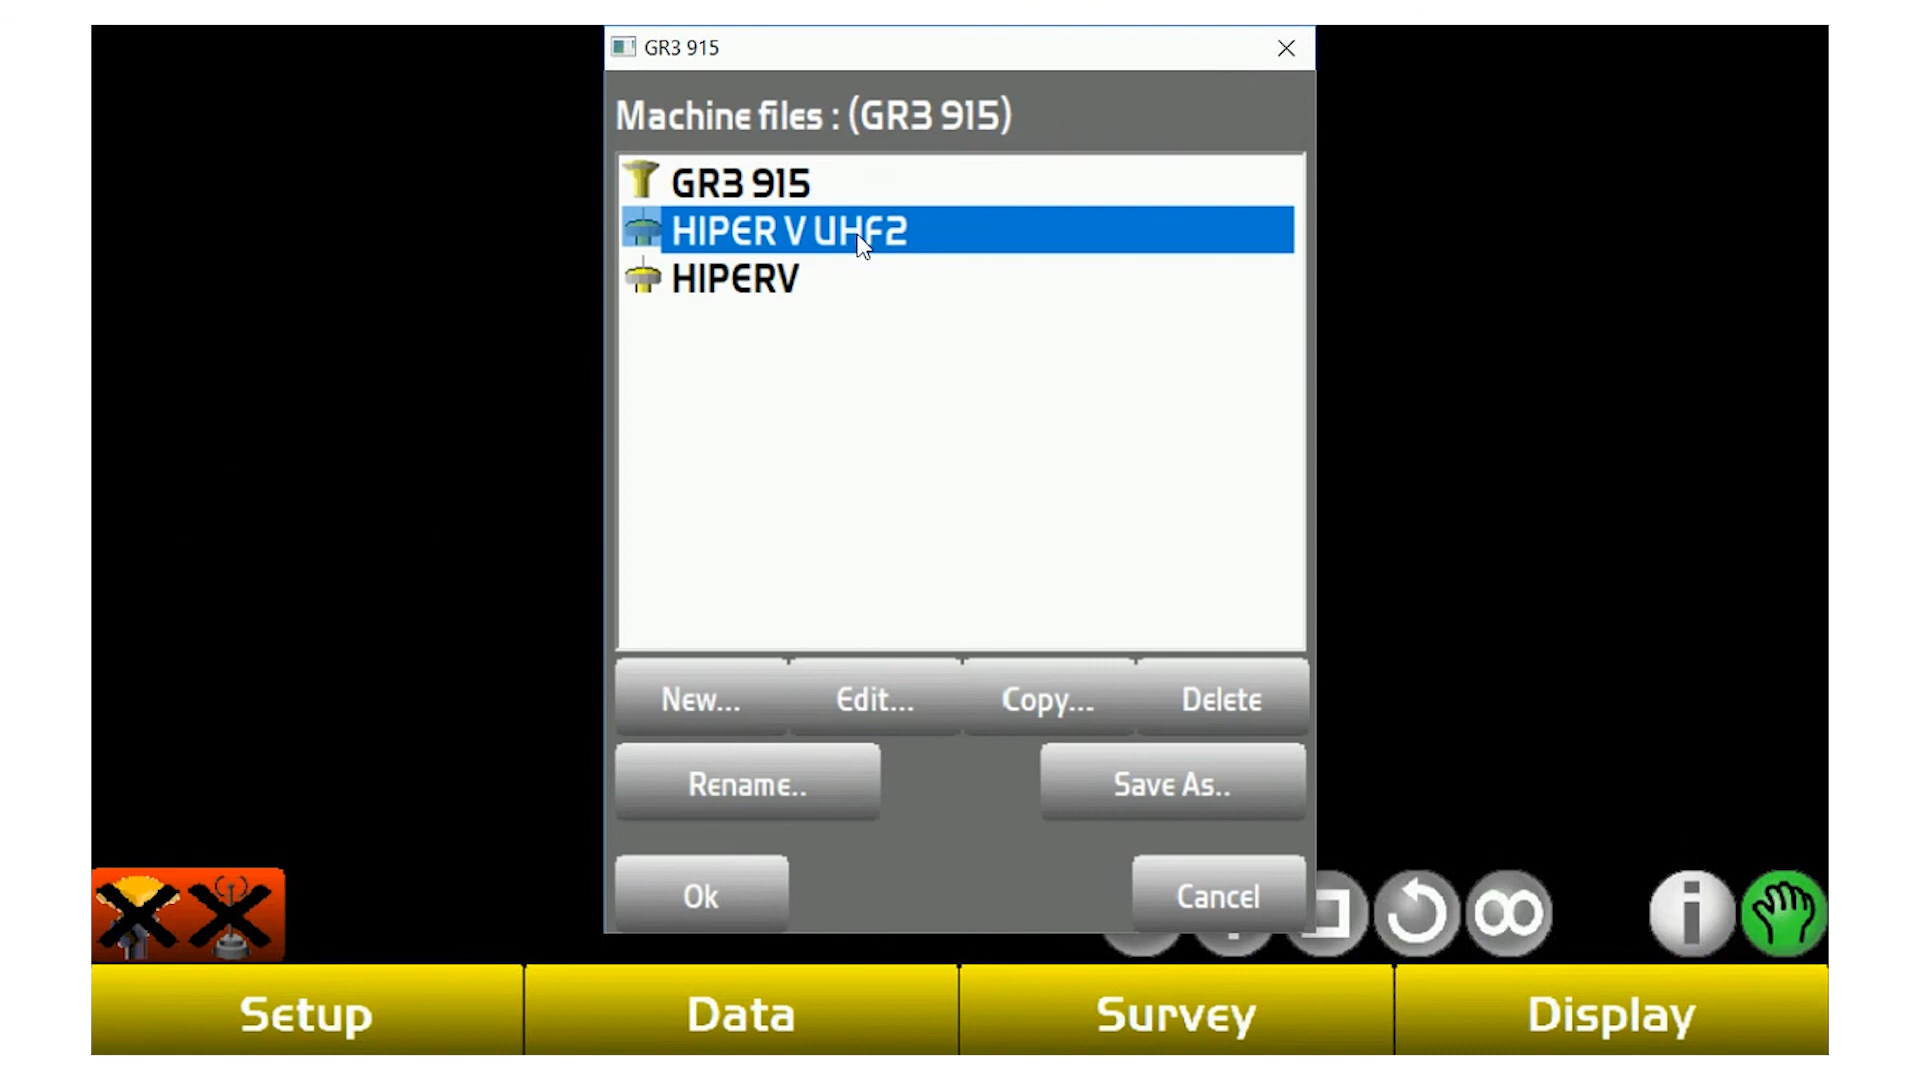 GR3 915
Machine files : (GR3 915)
GR3 915
HIPER V UHF2
HIPERV
New... Edit... Copy... Delete
Rename.. Save As..
Ok Cancel
Setup Data Survey Display